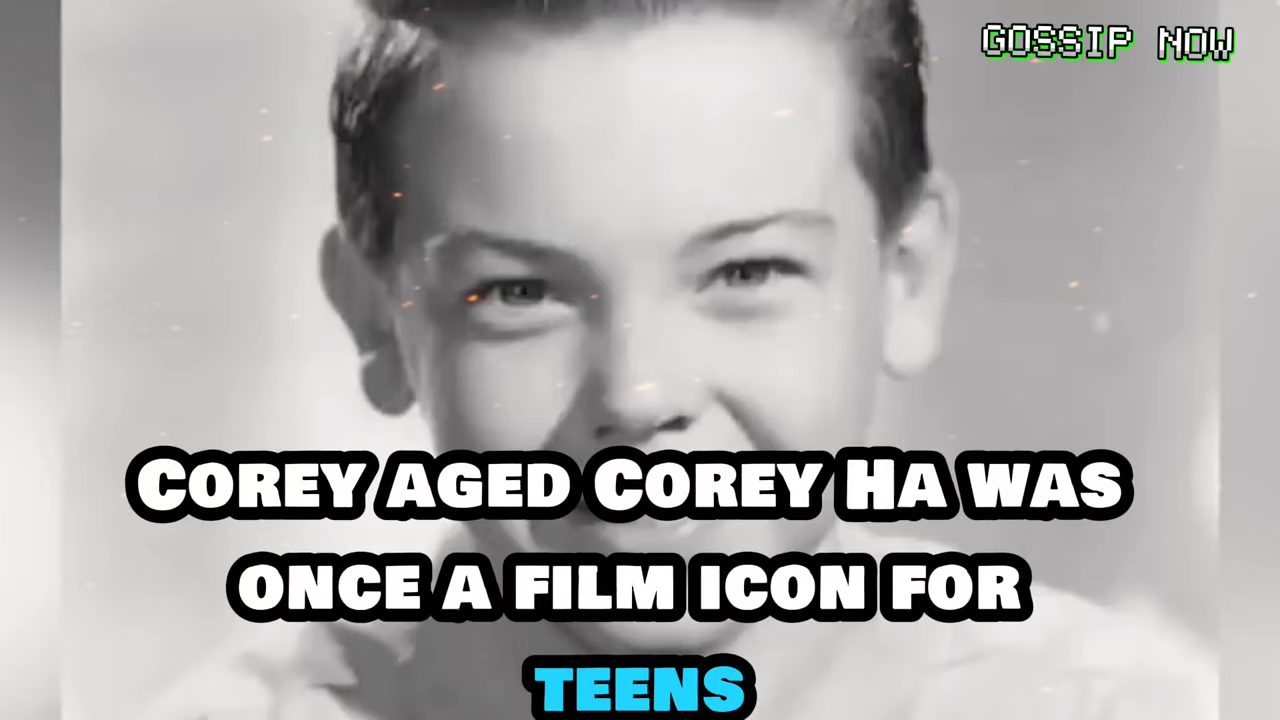 GOSSIP NOW
COREY AGED COREY HA WAS
ONCE A FILM ICON FOR
TEENS